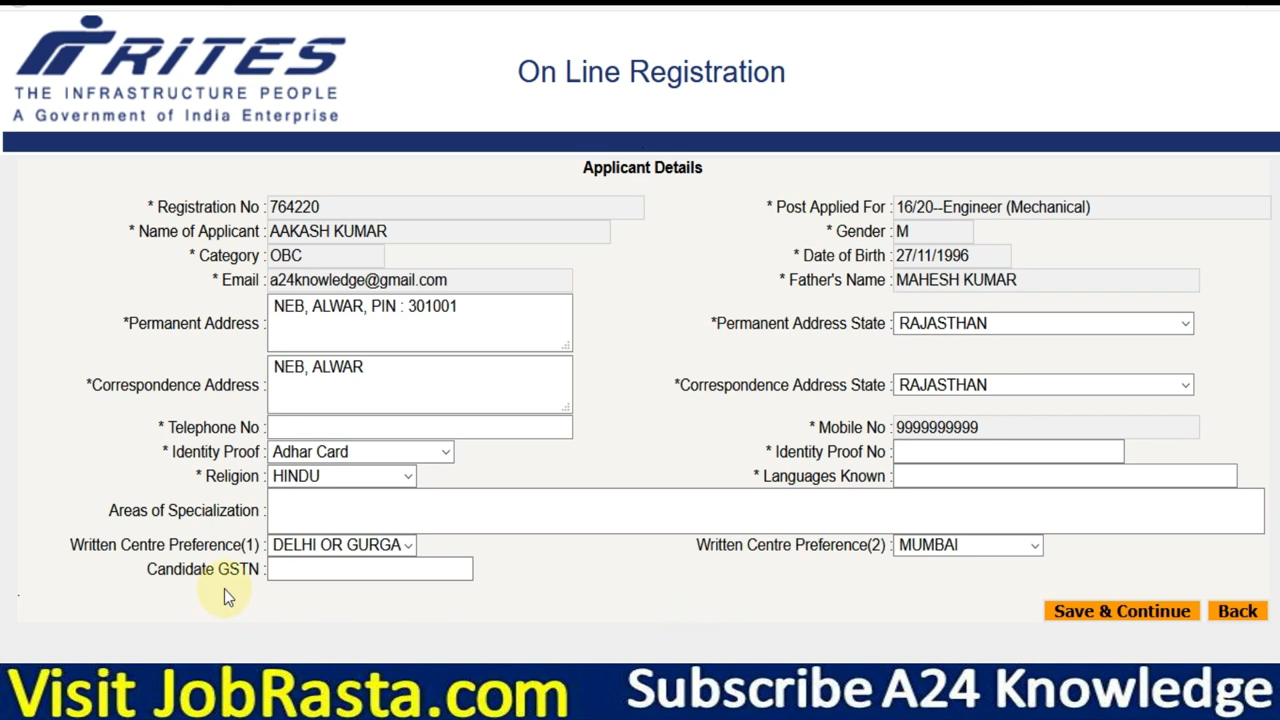 RITES
THE INFRASTRUCTURE PEOPLE
A Government of India Enterprise
On Line Registration
Applicant Details
* Registration No : 764220 * Post Applied For : 16/20--Engineer (Mechanical)
* Name of Applicant : AAKASH KUMAR * Gender : M
* Category : OBC * Date of Birth : 27/11/1996
* Email : a24knowledge@gmail.com * Father's Name : MAHESH KUMAR
*Permanent Address : NEB, ALWAR, PIN : 301001 *Permanent Address State : RAJASTHAN
*Correspondence Address : NEB, ALWAR *Correspondence Address State : RAJASTHAN
* Telephone No : * Mobile No : 9999999999
* Identity Proof : Adhar Card * Identity Proof No :
* Religion : HINDU * Languages Known :
Areas of Specialization :
Written Centre Preference(1) : DELHI OR GURGA Written Centre Preference(2) : MUMBAI
Candidate GSTN :
Save & Continue Back
Visit JobRasta.com Subscribe A24 Knowledge